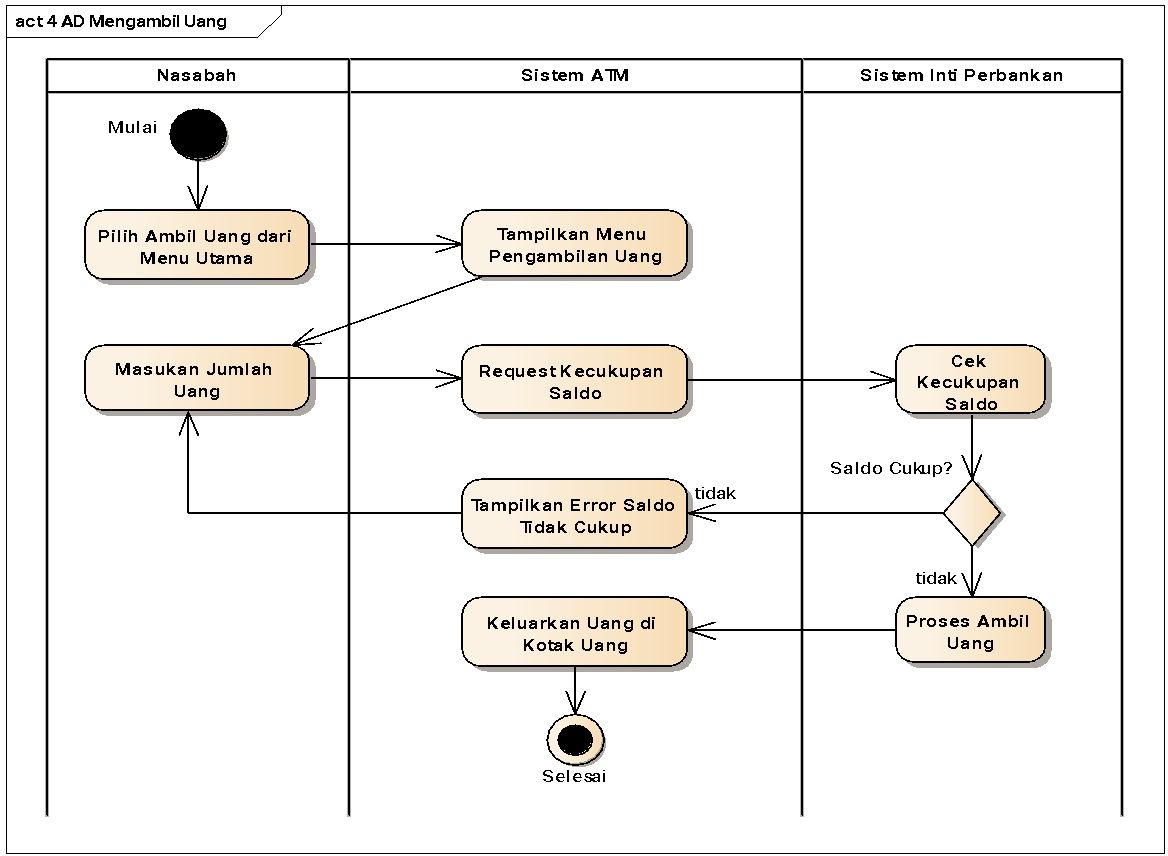 act 4 AD Mengambil Uang
Nasabah
Sistem ATM
Sistem Inti Perbankan
Mulai
Pilih Ambil Uang dari
Menu Utama
Tampilkan Menu
Pengambilan Uang
Masukan Jumlah
Uang
Request Kecukupan
Saldo
Cek
Kecukupan
Saldo
Saldo Cukup?
tidak
Tampilkan Error Saldo
Tidak Cukup
tidak
Keluarkan Uang di
Kotak Uang
Proses Ambil
Uang
Selesai